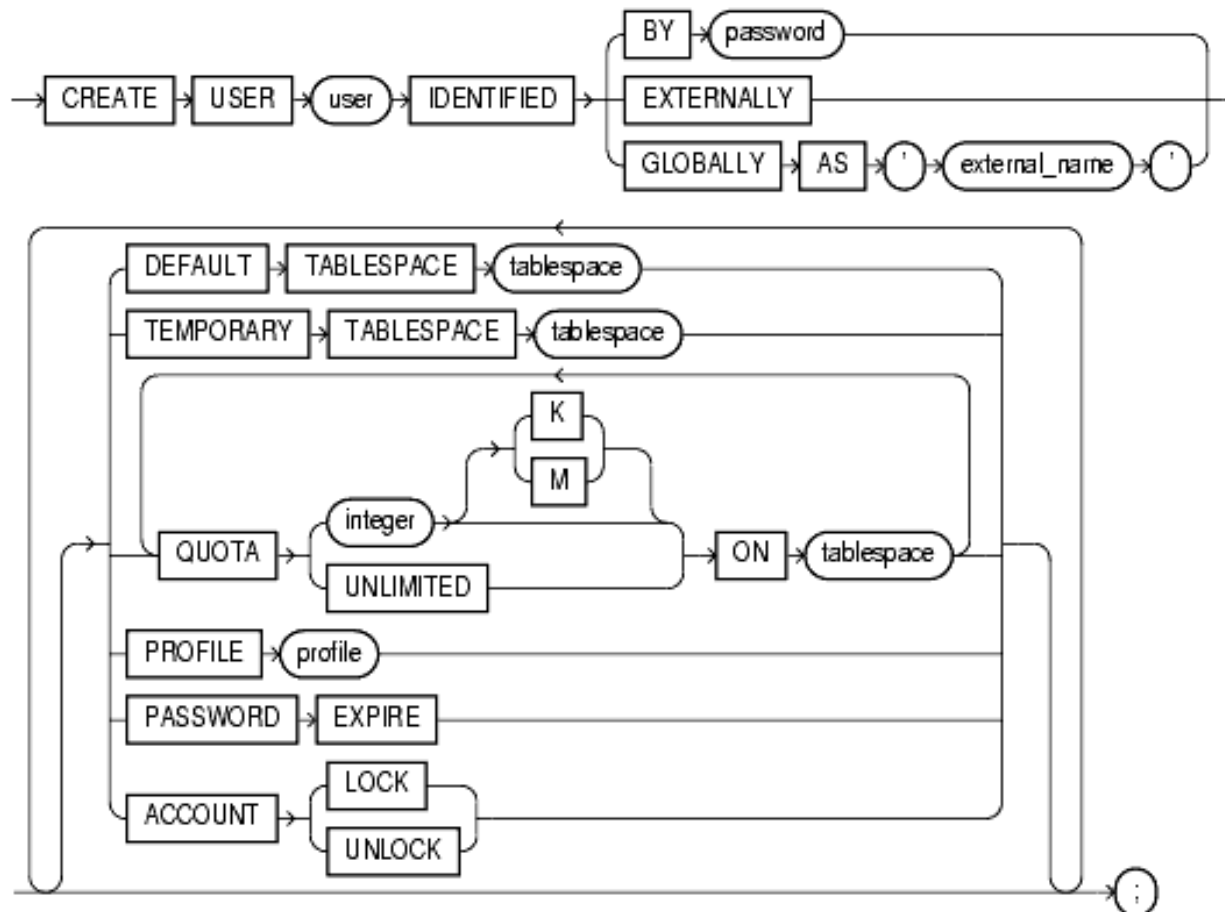 BY password
CREATE USER user IDENTIFIED EXTERNALLY
GLOBALLY AS ' external_name '
DEFAULT TABLESPACE tablespace
TEMPORARY TABLESPACE tablespace
K
M
integer
QUOTA ON tablespace
UNLIMITED
PROFILE profile
PASSWORD EXPIRE
LOCK
ACCOUNT
UNLOCK
;